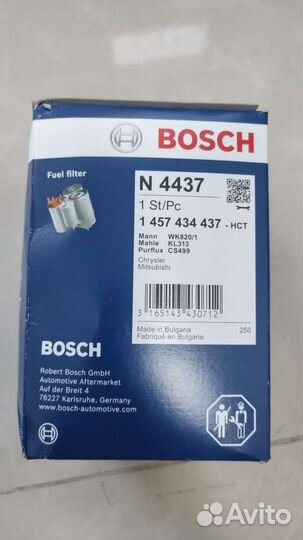 BOSCH
Fuel filter
N 4437
1 St/Pc
1 457 434 437 - HCT
Mann WK820/1
Mahle KL313
Purflux CS499
Chrysler
Mitsubishi
3 165143 430712
Made in Bulgaria 250
Fabriqué en Bulgarie
BOSCH
Robert Bosch GmbH
Automotive Aftermarket
Auf der Breit 4
76227 Karlsruhe, Germany
www.bosch-automotive.com
Avito